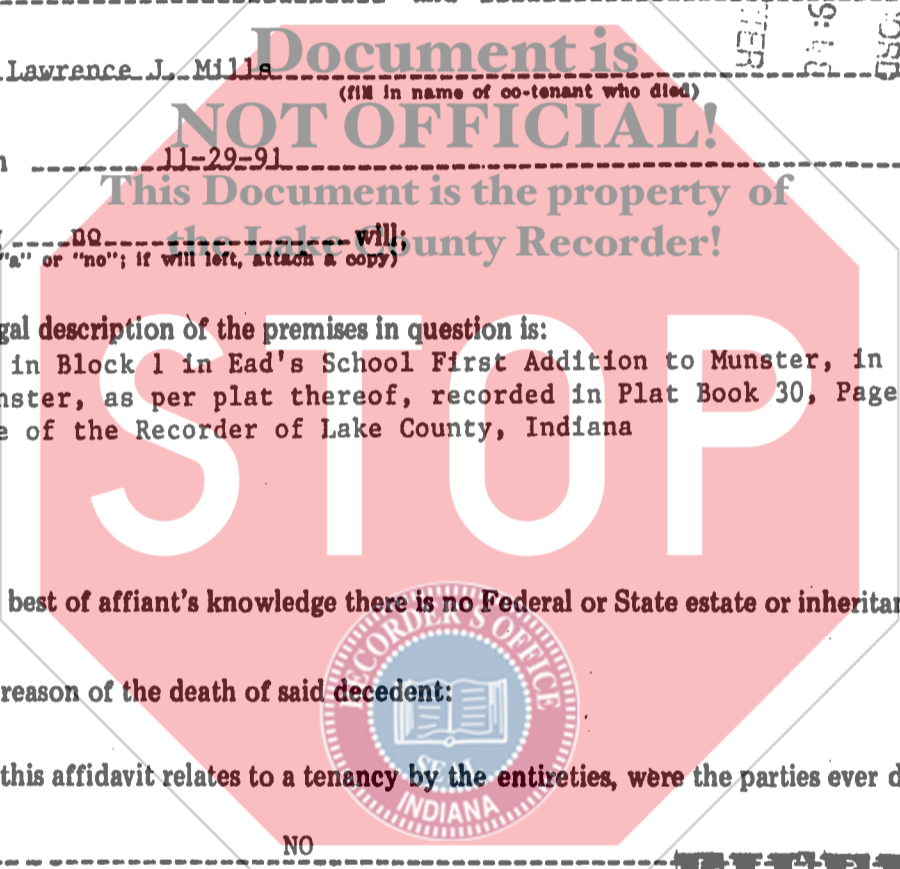 Document is
Lawrence J. Mills
(fill in name of co-tenant who died)
NOT OFFICIAL!
11-29-91
This Document is the property of
no will;
the Lake County Recorder!
"a" or "no"; if will left, attach a copy)
gal description of the premises in question is:
in Block 1 in Ead's School First Addition to Munster, in
nster, as per plat thereof, recorded in Plat Book 30, Page
e of the Recorder of Lake County, Indiana
STOP
best of affiant's knowledge there is no Federal or State estate or inheritan
RECORDER'S OFFICE
reason of the death of said decedent:
SEAL
this affidavit relates to a tenancy by the entireties, were the parties ever d
INDIANA
NO